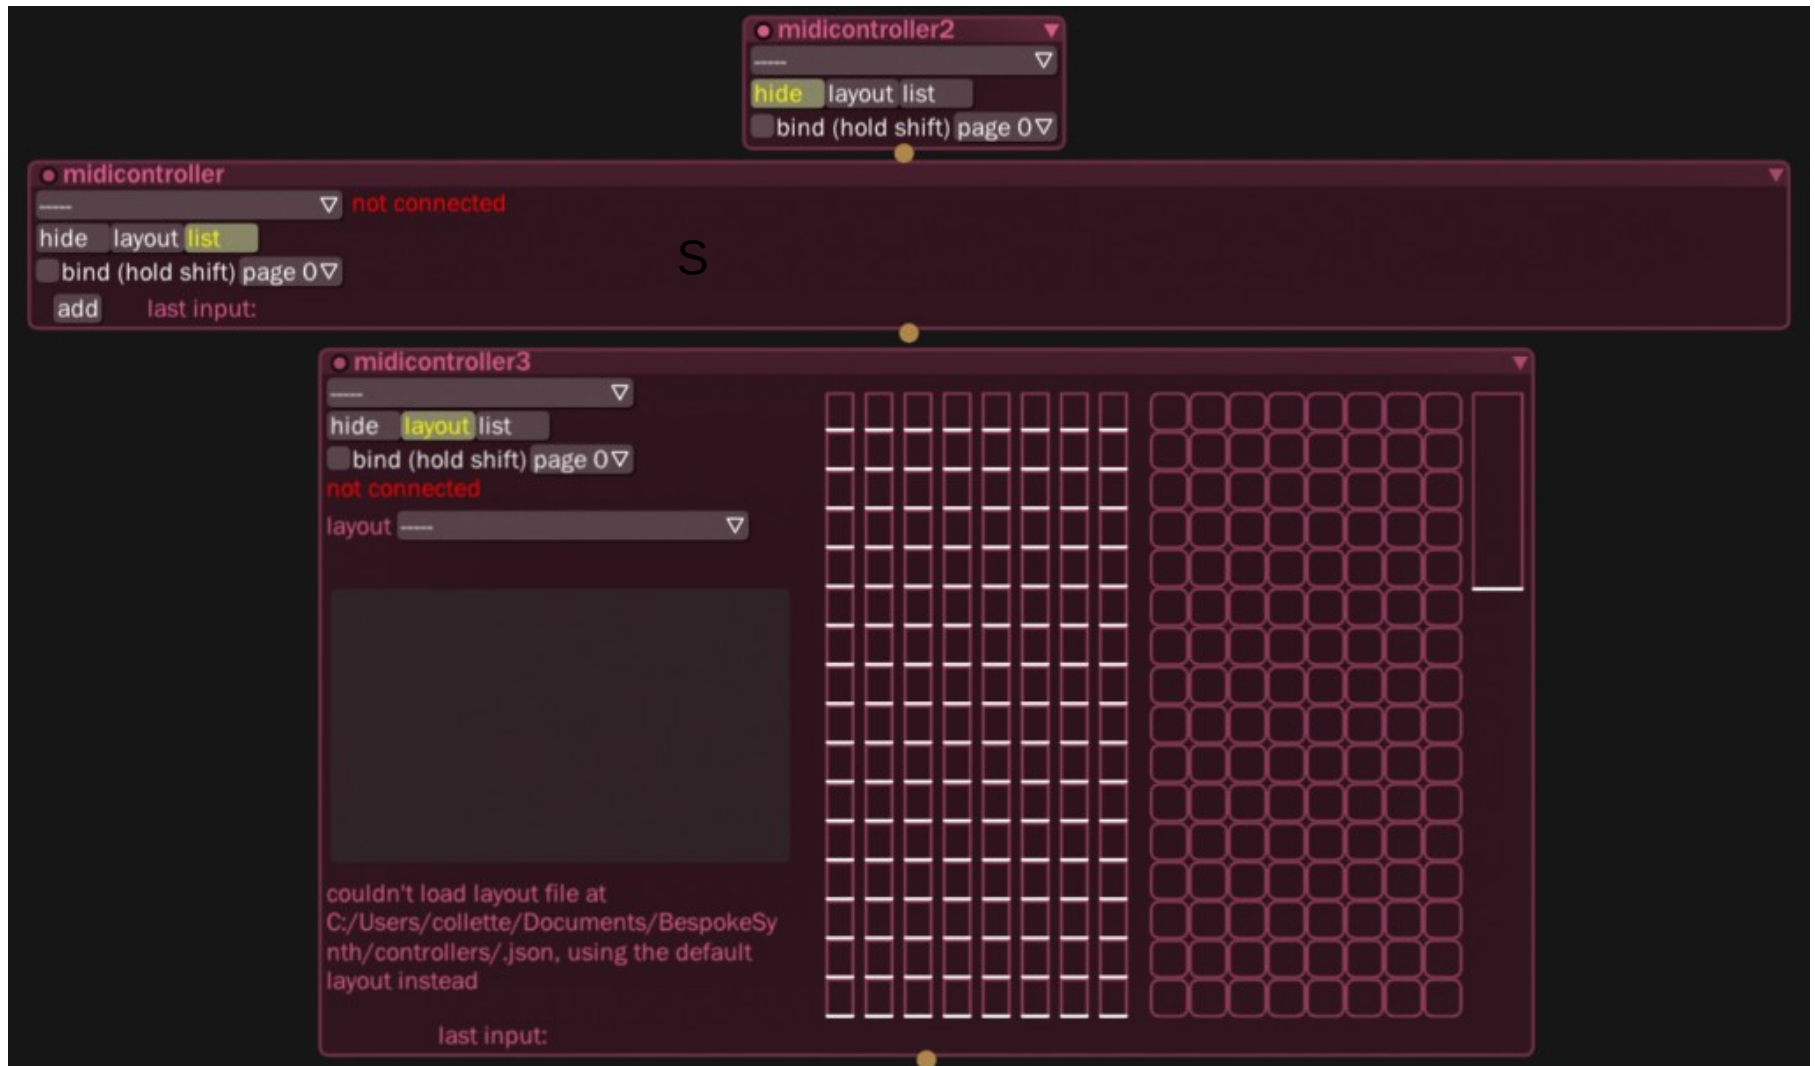 midicontroller2
-----
hide layout list
bind (hold shift) page 0
midicontroller
----- not connected
hide layout list
S
bind (hold shift) page 0
add last input:
midicontroller3
-----
hide layout list
bind (hold shift) page 0
not connected
layout -----
couldn't load layout file at
C:/Users/collette/Documents/BespokeSy
nth/controllers/.json, using the default
layout instead
last input: